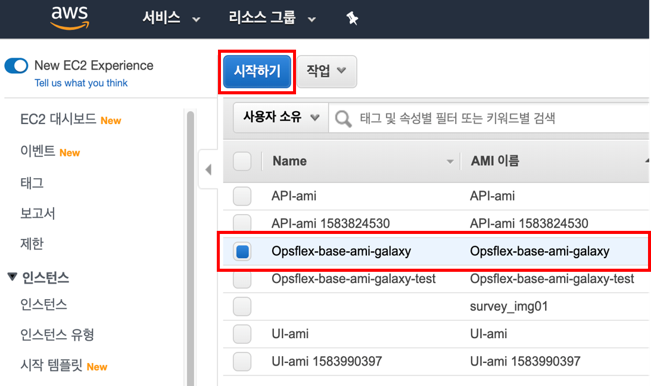 aws
서비스
리소스 그룹
New EC2 Experience
Tell us what you think
EC2 대시보드 New
이벤트 New
태그
보고서
제한
인스턴스
인스턴스
인스턴스 유형
시작 템플릿 New
시작하기
작업
사용자 소유
태그 및 속성별 필터 또는 키워드별 검색
Name AMI 이름
API-ami API-ami
API-ami 1583824530 API-ami 1583824530
Opsflex-base-ami-galaxy Opsflex-base-ami-galaxy
Opsflex-base-ami-galaxy-test Opsflex-base-ami-galaxy-test
survey_img01
UI-ami UI-ami
UI-ami 1583990397 UI-ami 1583990397